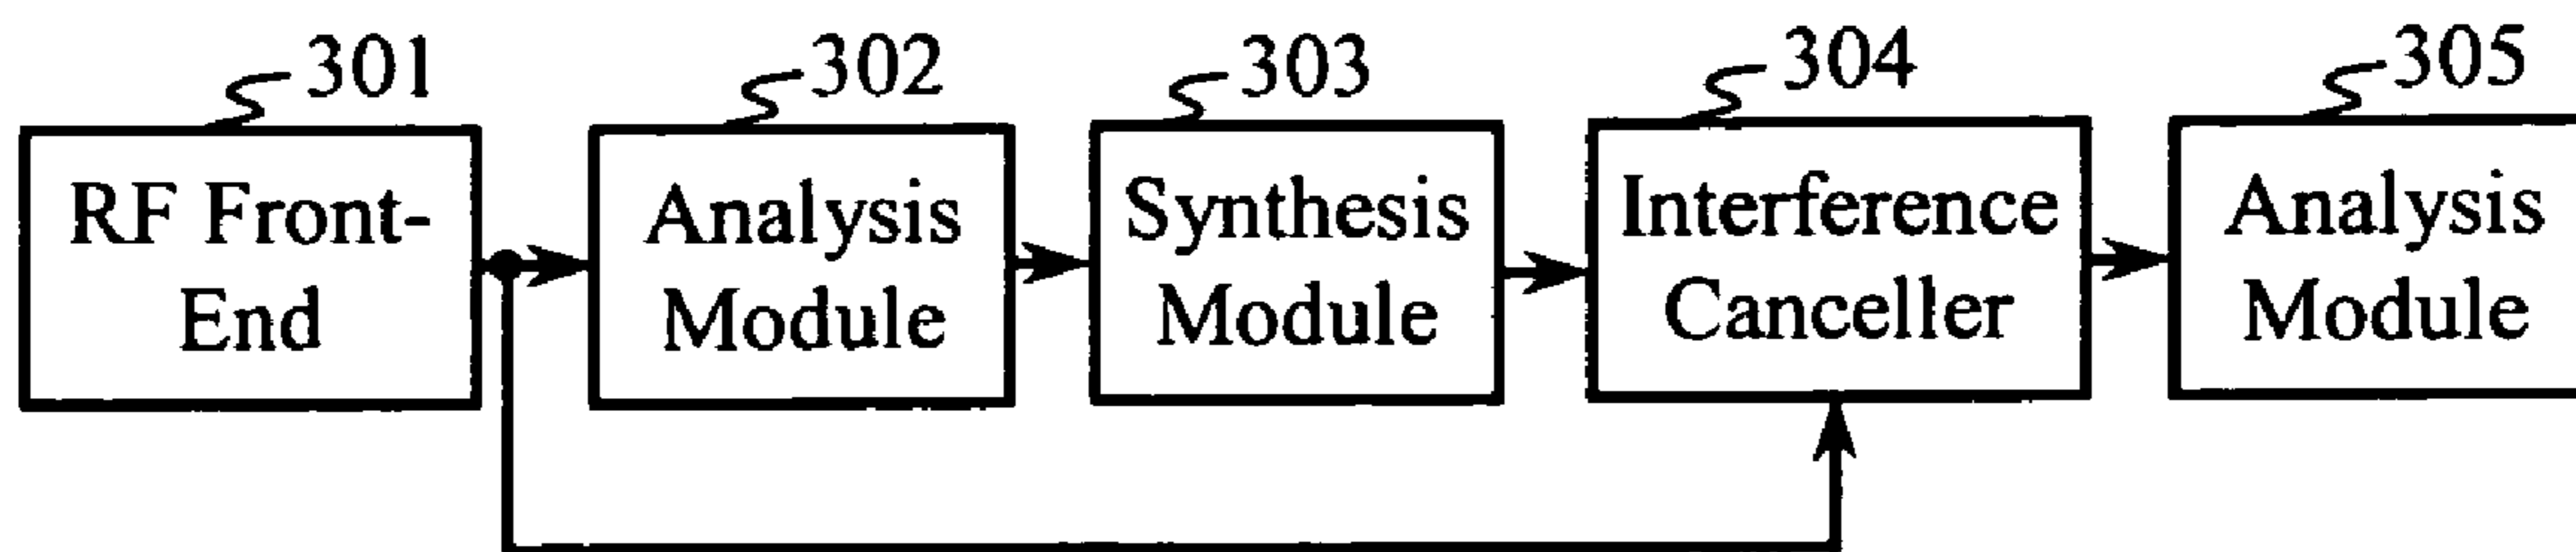 301
302
303
304
305
RF Front-
End
Analysis
Module
Synthesis
Module
Interference
Canceller
Analysis
Module